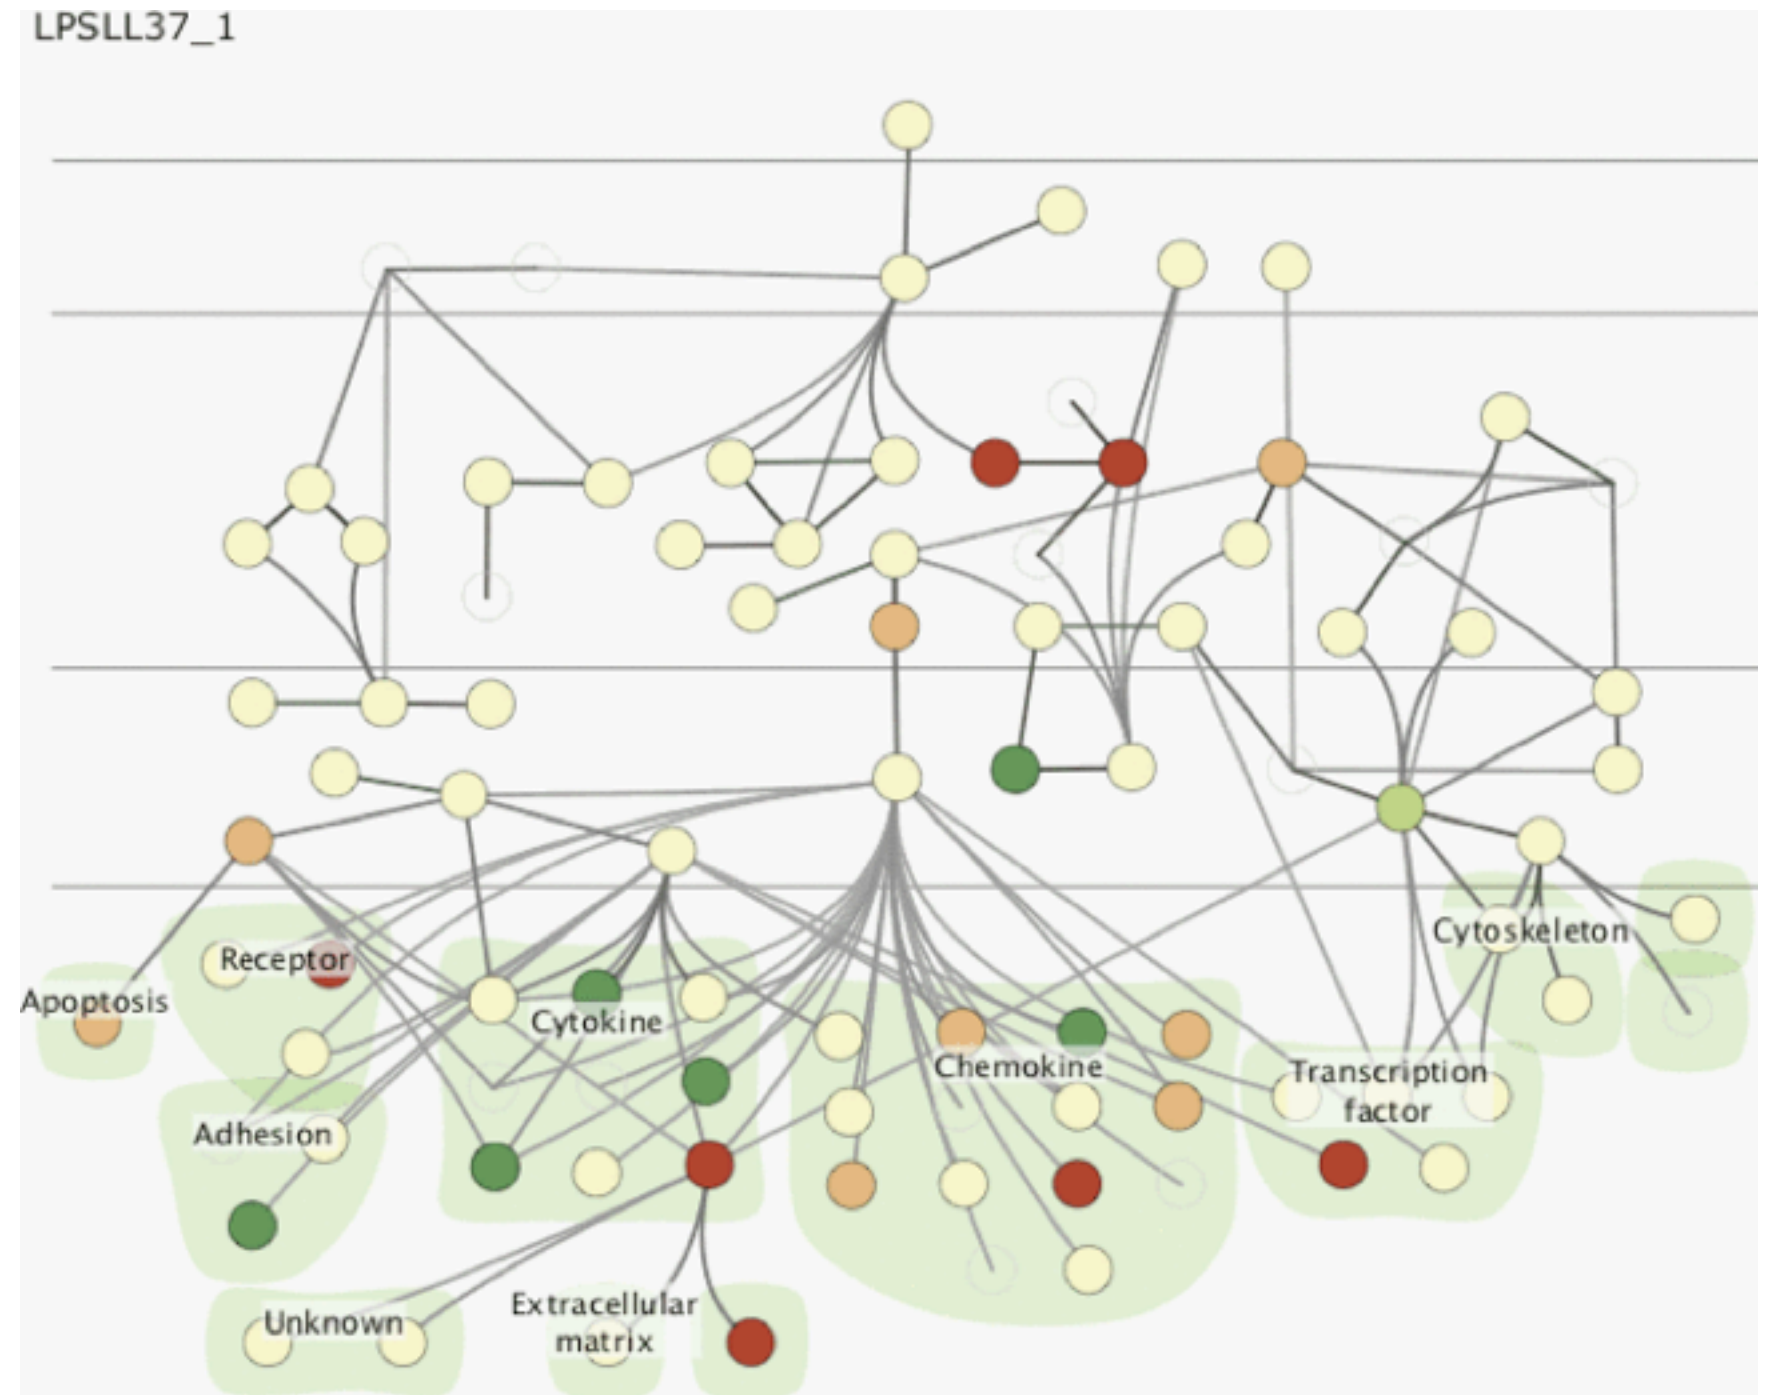 LPSLL37_1
Cytoskeleton
Receptor
Apoptosis
Cytokine
Chemokine
Transcription
factor
Adhesion
Unknown
Extracellular
matrix